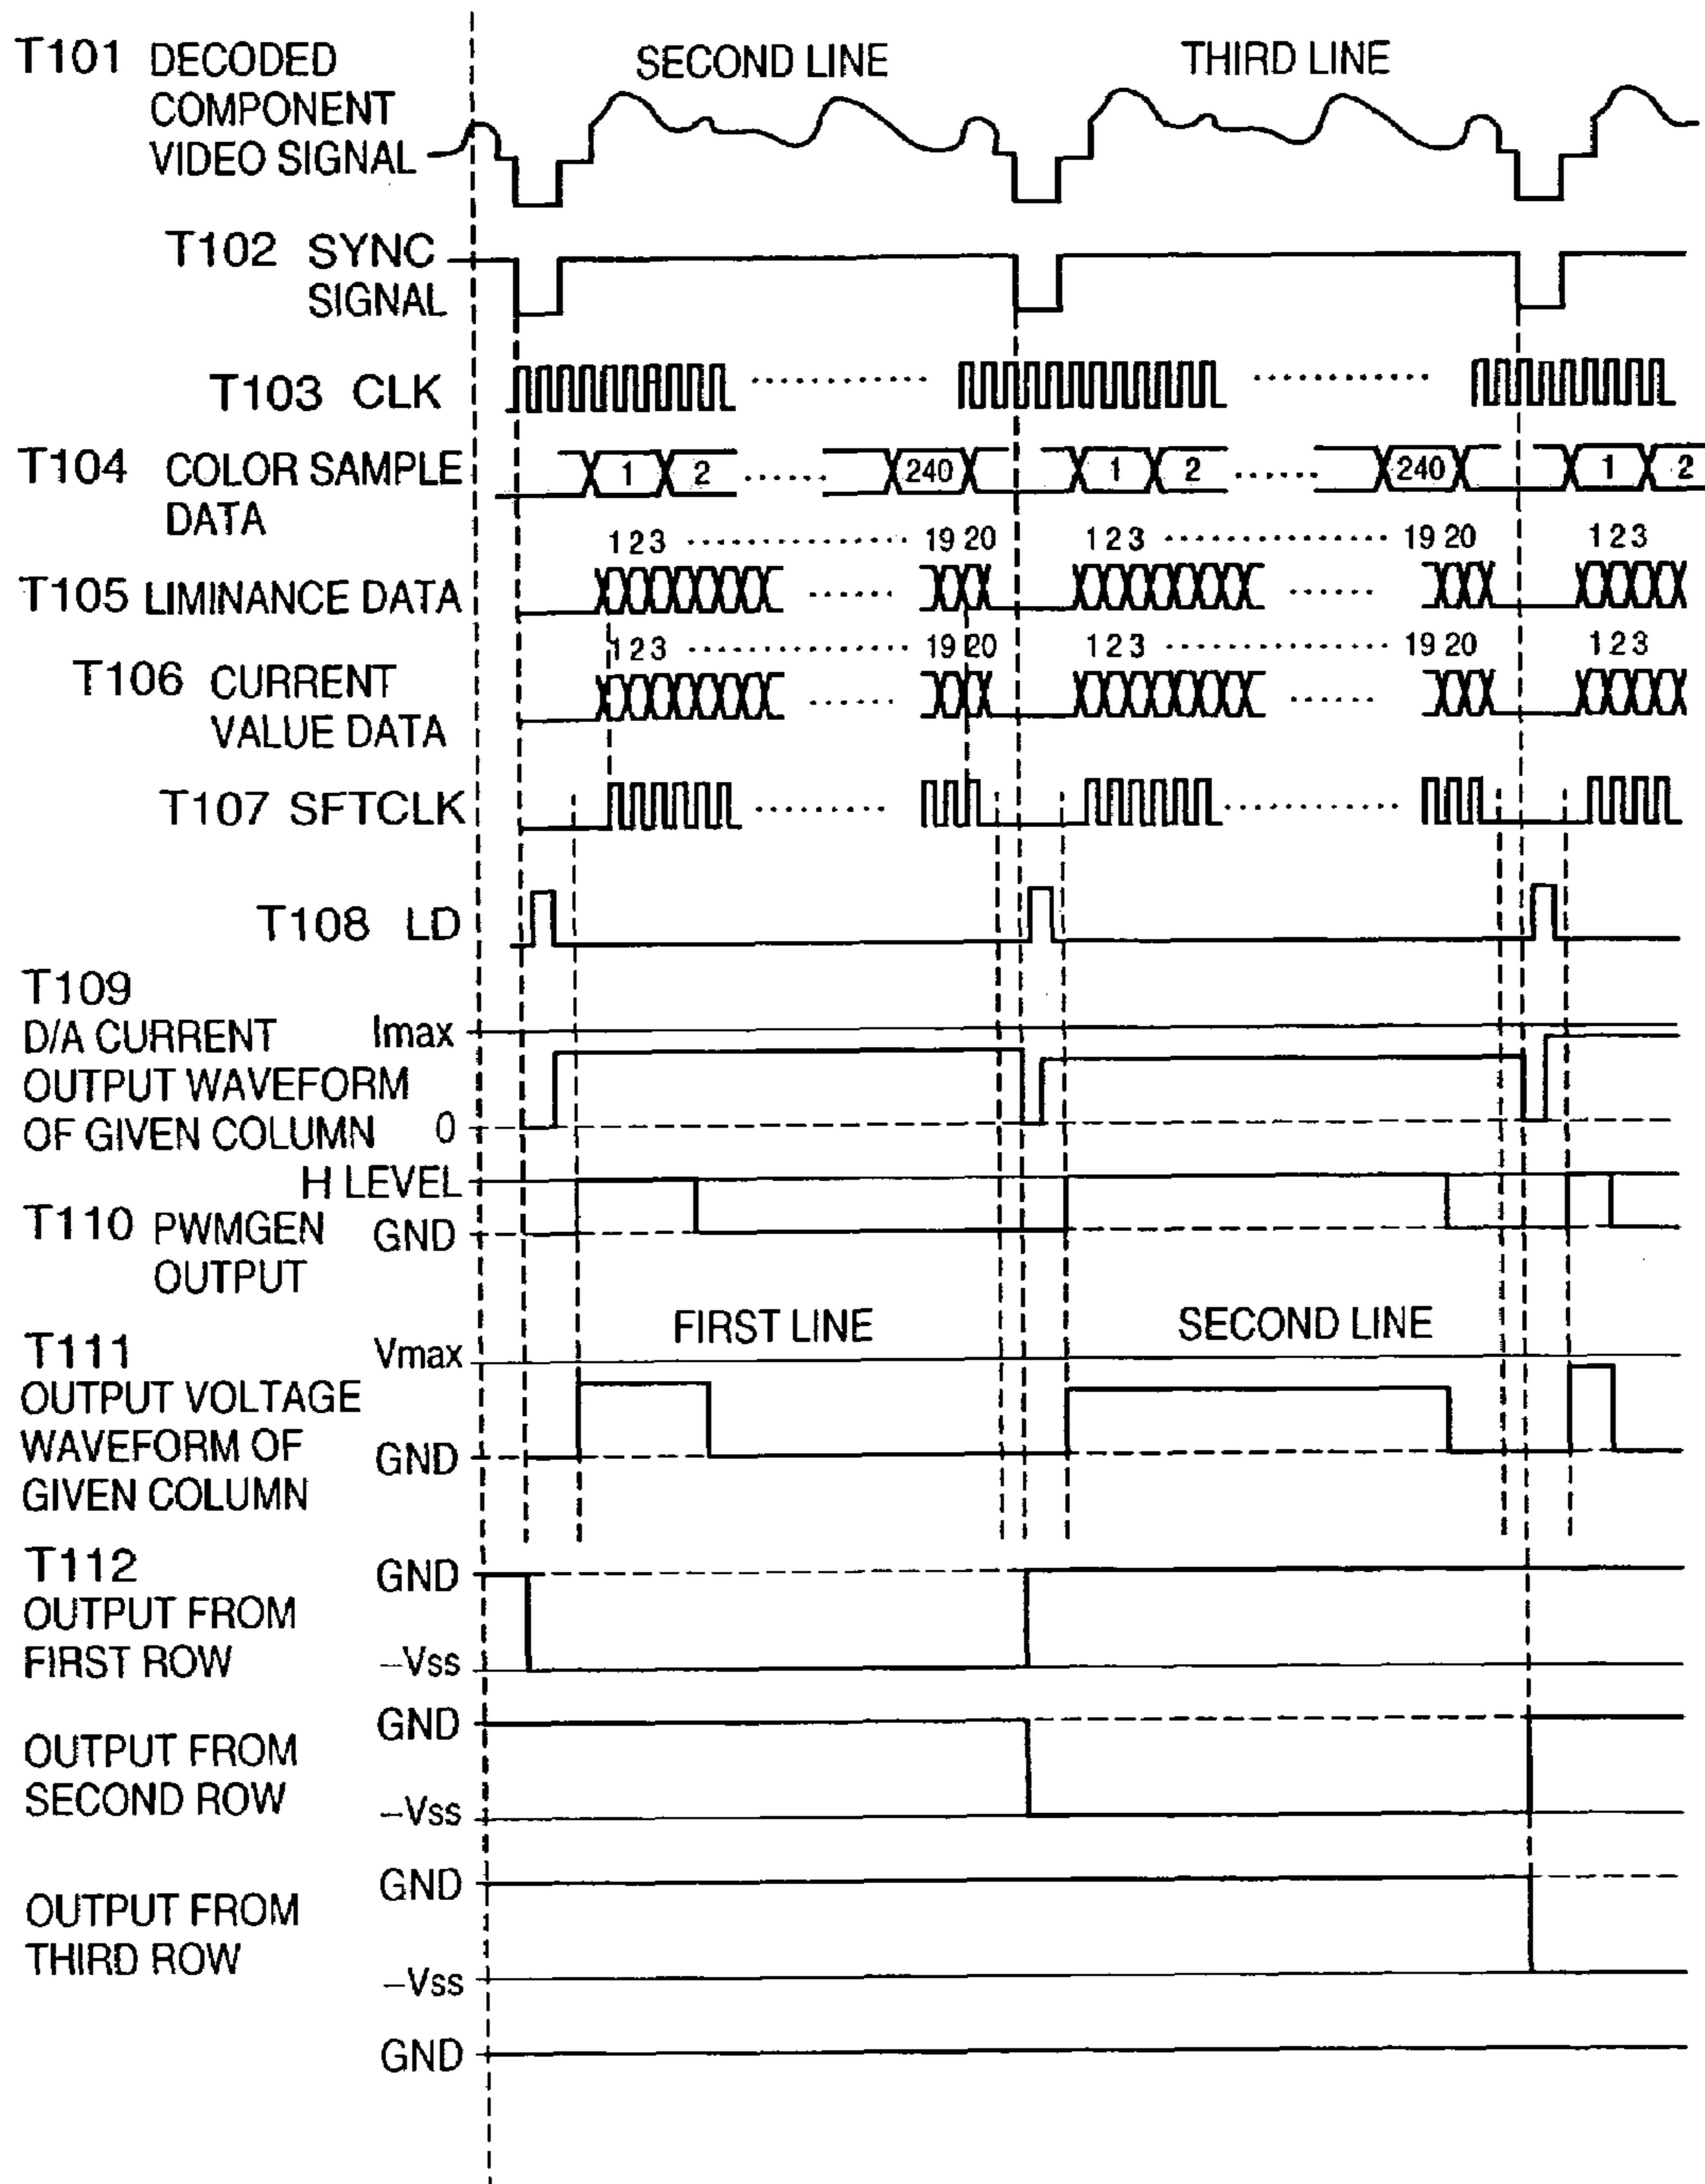 T101 DECODED
COMPONENT
VIDEO SIGNAL
SECOND LINE
THIRD LINE
T102 SYNC
SIGNAL
T103 CLK
T104 COLOR SAMPLE
DATA
1 2 ...... 240 1 2 ...... 240 1 2
T105 LIMINANCE DATA
1 2 3 ............... 19 20 1 2 3 ............... 19 20 1 2 3
T106 CURRENT
VALUE DATA
1 2 3 ............... 19 20 1 2 3 ............... 19 20 1 2 3
T107 SFTCLK
T108 LD
T109
D/A CURRENT
OUTPUT WAVEFORM
OF GIVEN COLUMN
Imax
0
H LEVEL
T110 PWMGEN
OUTPUT
GND
FIRST LINE
SECOND LINE
T111
OUTPUT VOLTAGE
WAVEFORM OF
GIVEN COLUMN
Vmax
GND
T112
OUTPUT FROM
FIRST ROW
GND
–Vss
OUTPUT FROM
SECOND ROW
GND
–Vss
OUTPUT FROM
THIRD ROW
GND
–Vss
GND